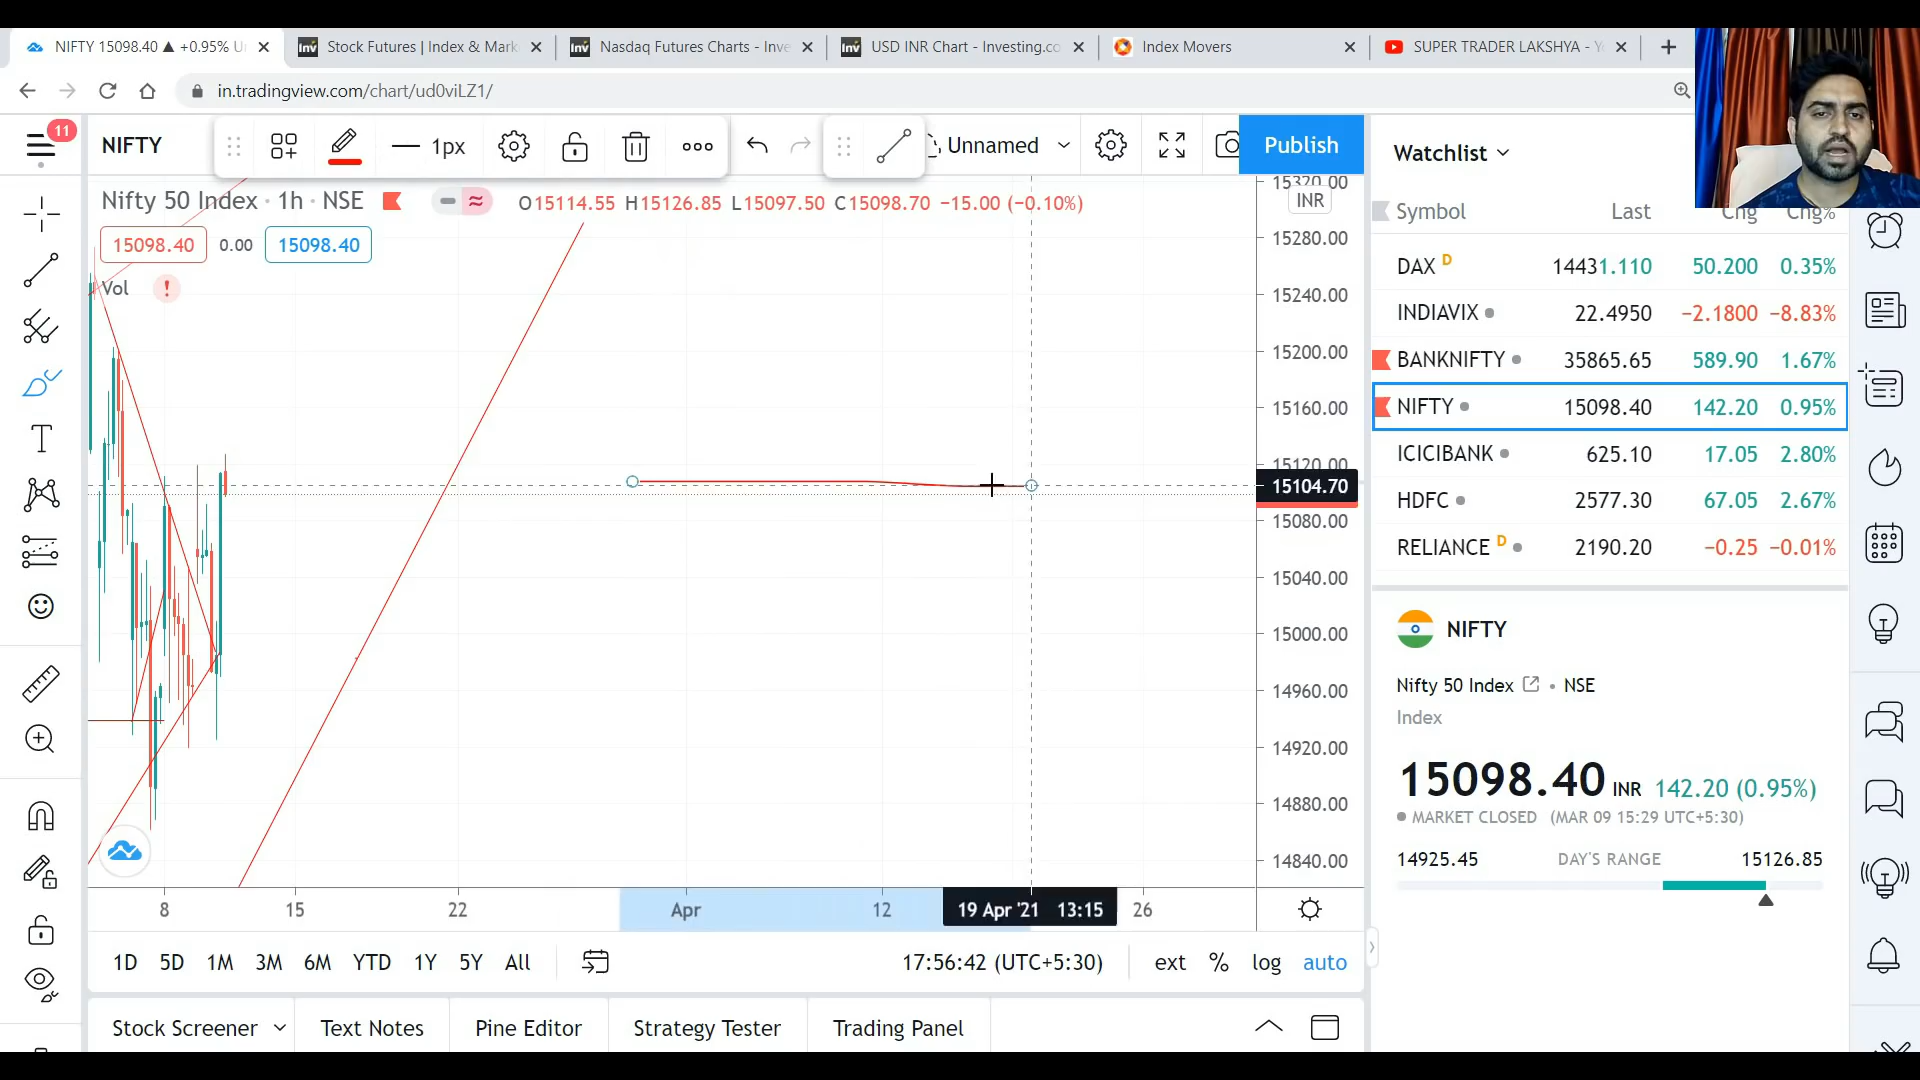 NIFTY 15098.40 ▲ +0.95% U
Stock Futures | Index & Mark
Nasdaq Futures Charts - Inve
USD INR Chart - Investing.co
Index Movers
SUPER TRADER LAKSHYA - Y
in.tradingview.com/chart/ud0viLZ1/
11
NIFTY
1px
Unnamed
Publish
Watchlist
Nifty 50 Index · 1h · NSE
O15114.55 H15126.85 L15097.50 C15098.70 −15.00 (−0.10%)
15098.40 0.00 15098.40
Vol
INR
15320.00
15280.00
15240.00
15200.00
15160.00
15120.00
15104.70
15080.00
15040.00
15000.00
14960.00
14920.00
14880.00
14840.00
Symbol Last Chg Chg%
DAX D 14431.110 50.200 0.35%
INDIAVIX 22.4950 −2.1800 −8.83%
BANKNIFTY 35865.65 589.90 1.67%
NIFTY 15098.40 142.20 0.95%
ICICIBANK 625.10 17.05 2.80%
HDFC 2577.30 67.05 2.67%
RELIANCE D 2190.20 −0.25 −0.01%
NIFTY
Nifty 50 Index · NSE
Index
15098.40 INR 142.20 (0.95%)
MARKET CLOSED (MAR 09 15:29 UTC+5:30)
14925.45 DAY'S RANGE 15126.85
8 15 22 Apr 12 19 Apr '21 13:15 26
1D 5D 1M 3M 6M YTD 1Y 5Y All
17:56:42 (UTC+5:30) ext % log auto
Stock Screener Text Notes Pine Editor Strategy Tester Trading Panel